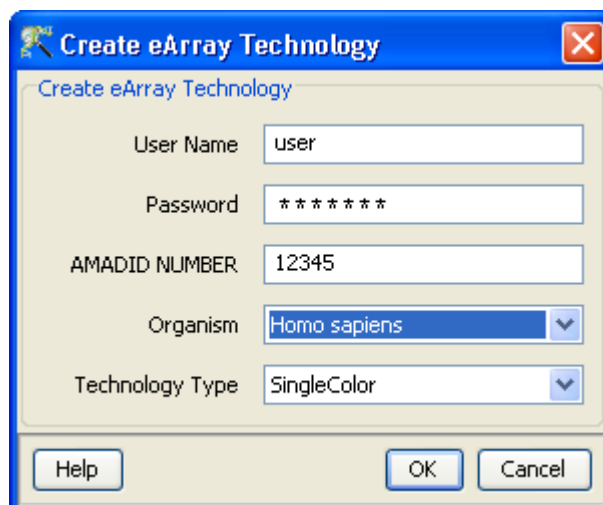 Create eArray Technology
Create eArray Technology
User Name user
Password *******
AMADID NUMBER 12345
Organism Homo sapiens
Technology Type SingleColor
Help OK Cancel